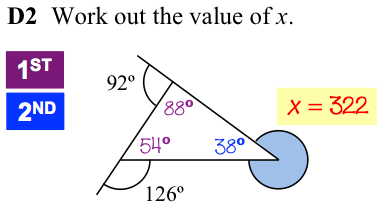 D2 Work out the value of x.
1ST
2ND
92º
88º
x = 322
54º
38º
126º